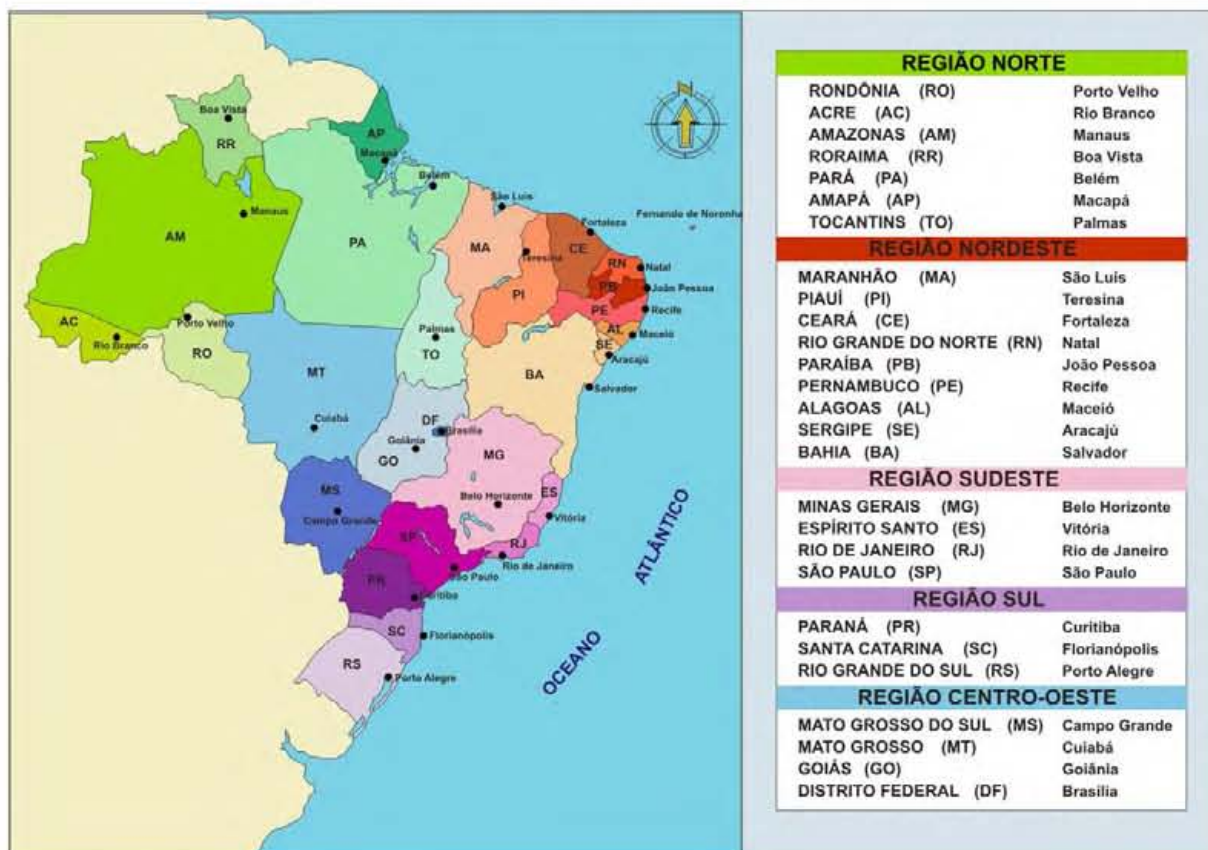 Boa Vista
RR
AP
Macapá
Belém
Manaus
AM
PA
São Luis
MA
Fortaleza
Fernando de Noronha
CE
Teresina
RN
Natal
PB
João Pessoa
PI
PE
Recife
AC
Porto Velho
Rio Branco
RO
Palmas
TO
AL
Maceió
SE
Aracajú
BA
Salvador
MT
Cuiabá
DF
Brasília
Goiânia
GO
MG
MS
Campo Grande
Belo Horizonte
ES
Vitória
SP
RJ
Rio de Janeiro
São Paulo
PR
Curitiba
SC
Florianópolis
RS
Porto Alegre
OCEANO ATLÂNTICO
N
REGIÃO NORTE
RONDÔNIA (RO) Porto Velho
ACRE (AC) Rio Branco
AMAZONAS (AM) Manaus
RORAIMA (RR) Boa Vista
PARÁ (PA) Belém
AMAPÁ (AP) Macapá
TOCANTINS (TO) Palmas
REGIÃO NORDESTE
MARANHÃO (MA) São Luis
PIAUÍ (PI) Teresina
CEARÁ (CE) Fortaleza
RIO GRANDE DO NORTE (RN) Natal
PARAÍBA (PB) João Pessoa
PERNAMBUCO (PE) Recife
ALAGOAS (AL) Maceió
SERGIPE (SE) Aracajú
BAHIA (BA) Salvador
REGIÃO SUDESTE
MINAS GERAIS (MG) Belo Horizonte
ESPÍRITO SANTO (ES) Vitória
RIO DE JANEIRO (RJ) Rio de Janeiro
SÃO PAULO (SP) São Paulo
REGIÃO SUL
PARANÁ (PR) Curitiba
SANTA CATARINA (SC) Florianópolis
RIO GRANDE DO SUL (RS) Porto Alegre
REGIÃO CENTRO-OESTE
MATO GROSSO DO SUL (MS) Campo Grande
MATO GROSSO (MT) Cuiabá
GOIÁS (GO) Goiânia
DISTRITO FEDERAL (DF) Brasília